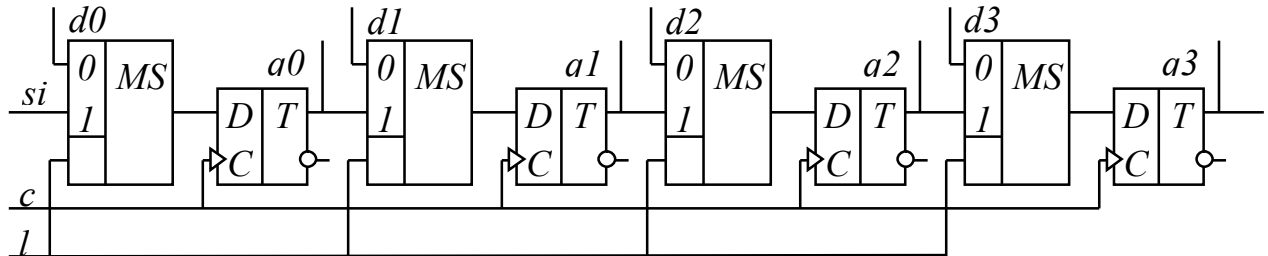 d0 d1 d2 d3
0 MS a0 0 MS a1 0 MS a2 0 MS a3
si 1 D T 1 D T 1 D T 1 D T
C C C C
c
l